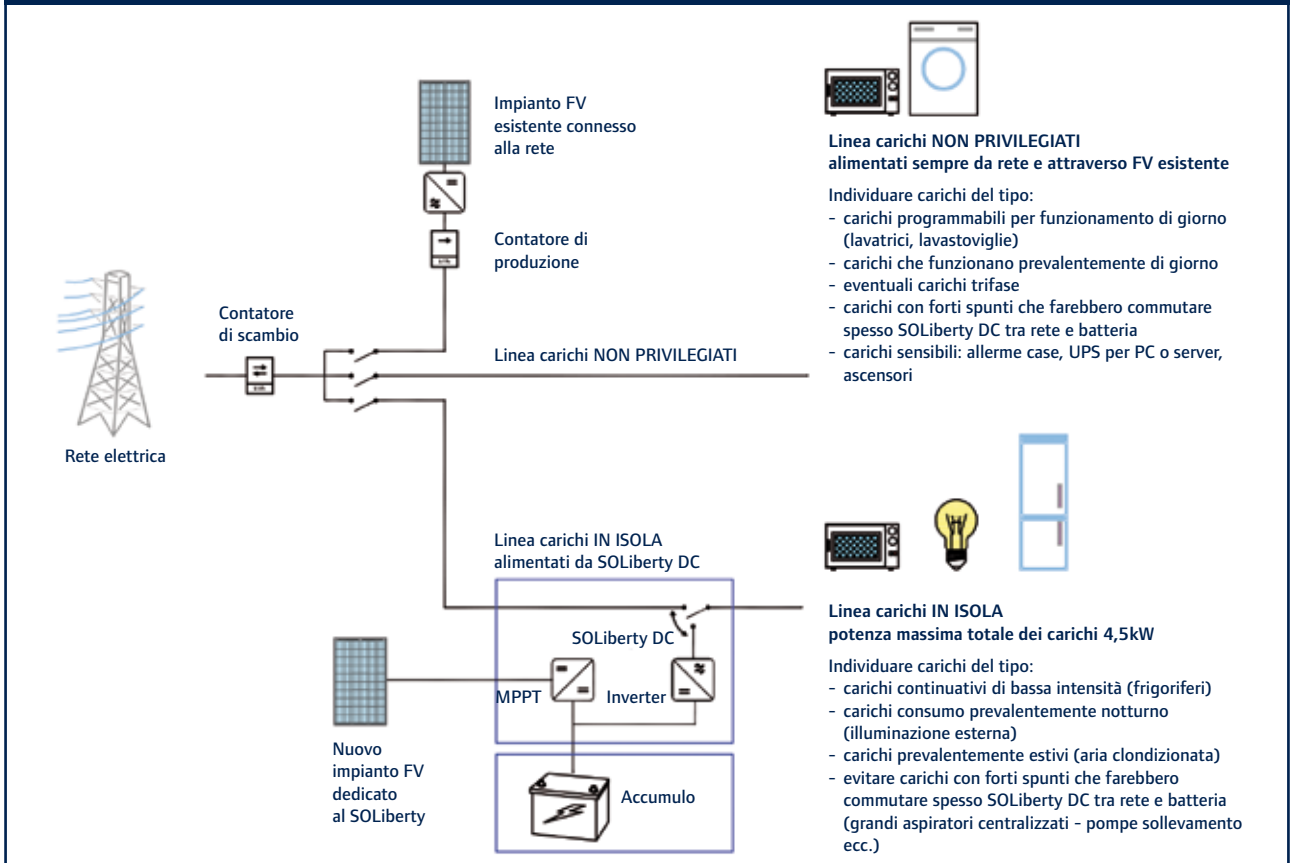 Impianto FV
esistente connesso
alla rete
Contatore di
produzione
Contatore
di scambio
Linea carichi NON PRIVILEGIATI
Rete elettrica
Linea carichi NON PRIVILEGIATI
alimentati sempre da rete e attraverso FV esistente
Individuare carichi del tipo:
- carichi programmabili per funzionamento di giorno
(lavatrici, lavastoviglie)
- carichi che funzionano prevalentemente di giorno
- eventuali carichi trifase
- carichi con forti spunti che farebbero commutare
spesso SOLiberty DC tra rete e batteria
- carichi sensibili: allerme case, UPS per PC o server,
ascensori
Linea carichi IN ISOLA
alimentati da SOLiberty DC
SOLiberty DC
MPPT
Inverter
Nuovo
impianto FV
dedicato
al SOLiberty
Accumulo
Linea carichi IN ISOLA
potenza massima totale dei carichi 4,5kW
Individuare carichi del tipo:
- carichi continuativi di bassa intensità (frigoriferi)
- carichi consumo prevalentemente notturno
(illuminazione esterna)
- carichi prevalentemente estivi (aria clondizionata)
- evitare carichi con forti spunti che farebbero
commutare spesso SOLiberty DC tra rete e batteria
(grandi aspiratori centralizzati - pompe sollevamento
ecc.)